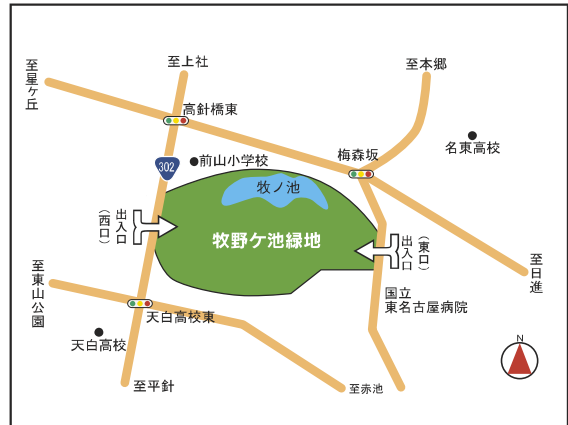 至上社
至本郷
至星ヶ丘
高針橋東
302
前山小学校
梅森坂
名東高校
牧ノ池
出入口
（西口）
牧野ケ池緑地
出入口
（東口）
至東山公園
至日進
国立
東名古屋病院
天白高校東
天白高校
N
至平針
至赤池